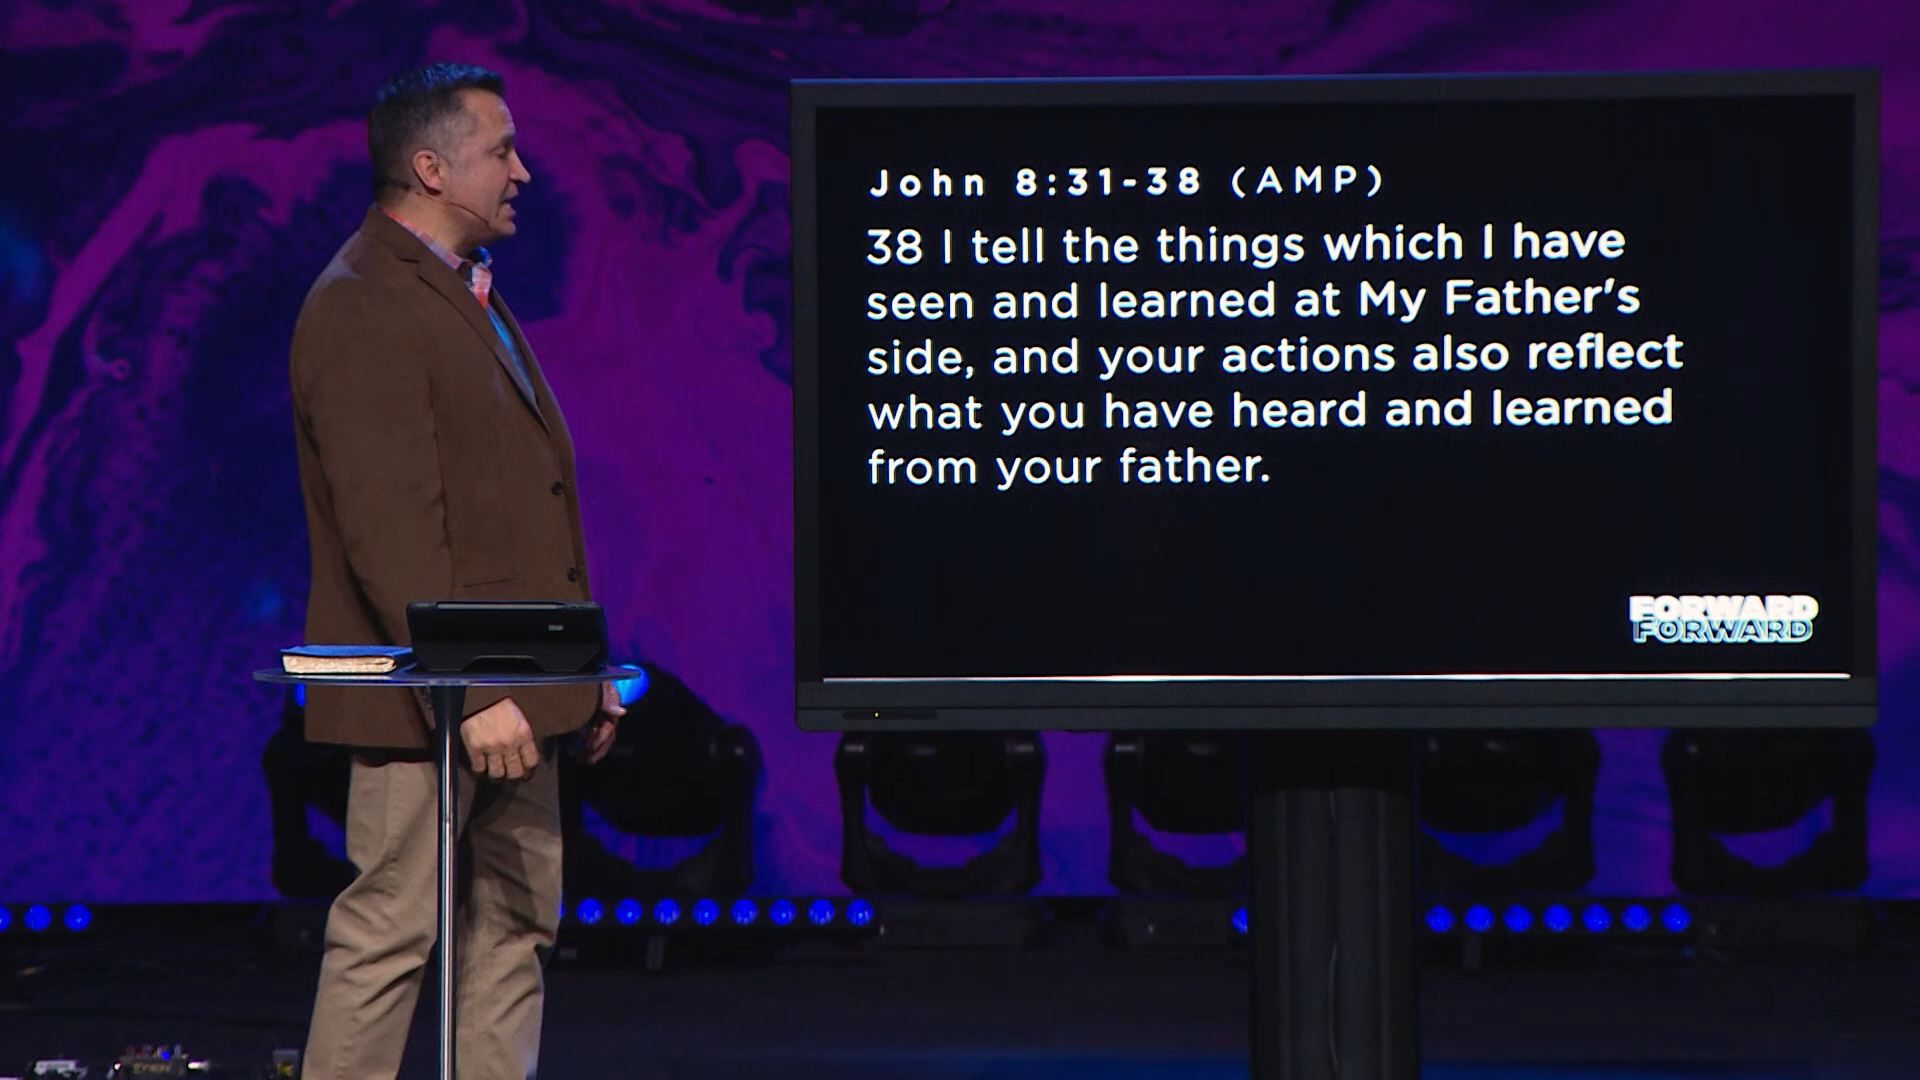 John 8:31-38 (AMP)
38 I tell the things which I have
seen and learned at My Father's
side, and your actions also reflect
what you have heard and learned
from your father.
FORWARD
FORWARD